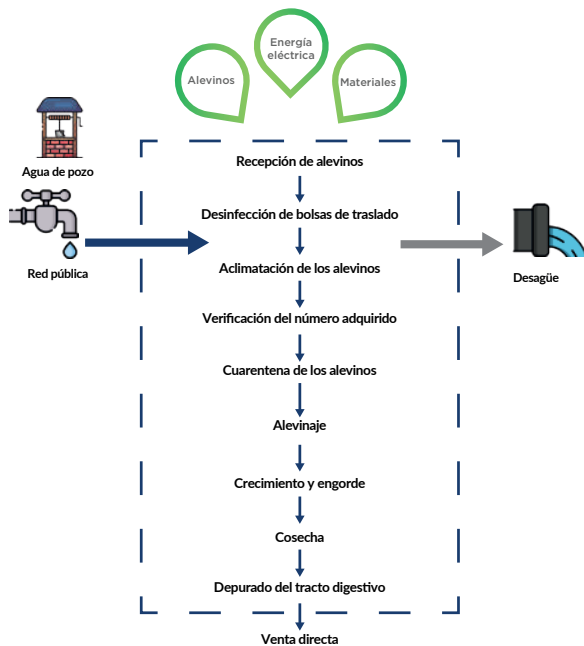 Energía
eléctrica
Alevinos
Materiales
Agua de pozo
Red pública
Recepción de alevinos
Desinfección de bolsas de traslado
Aclimatación de los alevinos
Verificación del número adquirido
Cuarentena de los alevinos
Alevinaje
Crecimiento y engorde
Cosecha
Depurado del tracto digestivo
Venta directa
Desagüe